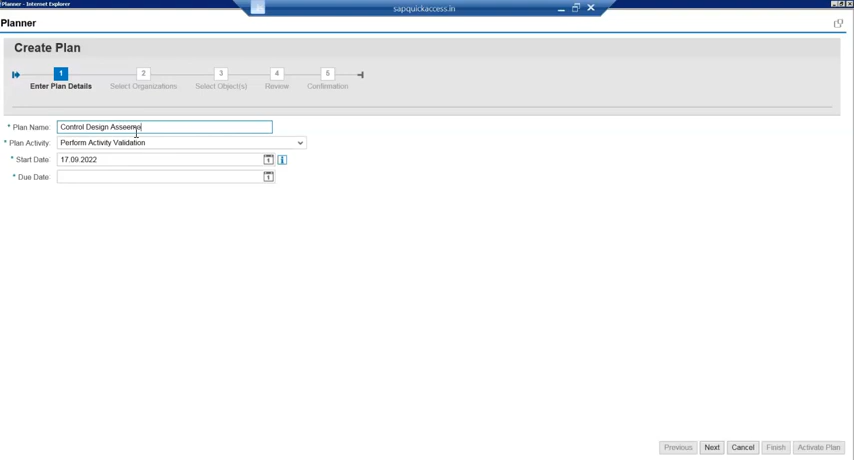 Planner - Internet Explorer
sapquickaccess.in
Planner
Create Plan
1 2 3 4 5
Enter Plan Details Select Organizations Select Object(s) Review Confirmation
* Plan Name: Control Design Asseeme
* Plan Activity: Perform Activity Validation
* Start Date: 17.09.2022
* Due Date:
Previous Next Cancel Finish Activate Plan